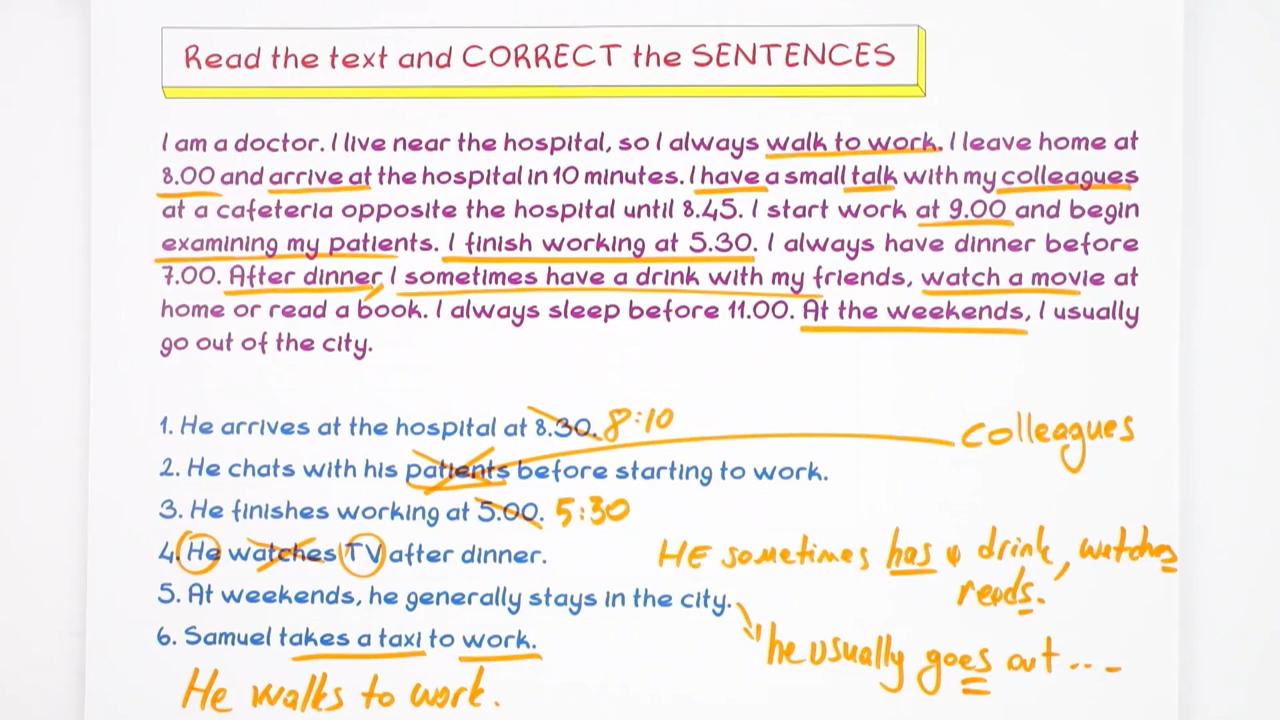 Read the text and CORRECT the SENTENCES
I am a doctor. I live near the hospital, so I always walk to work. I leave home at
8.00 and arrive at the hospital in 10 minutes. I have a small talk with my colleagues
at a cafeteria opposite the hospital until 8.45. I start work at 9.00 and begin
examining my patients. I finish working at 5.30. I always have dinner before
7.00. After dinner, I sometimes have a drink with my friends, watch a movie at
home or read a book. I always sleep before 11.00. At the weekends, I usually
go out of the city.
1. He arrives at the hospital at 8.30. 8:10
colleagues
2. He chats with his patients before starting to work.
3. He finishes working at 5.00. 5:30
4. He watches TV after dinner.
HE sometimes has a drink, watches
reads.
5. At weekends, he generally stays in the city.
6. Samuel takes a taxi to work.
he usually goes out ...
He walks to work.